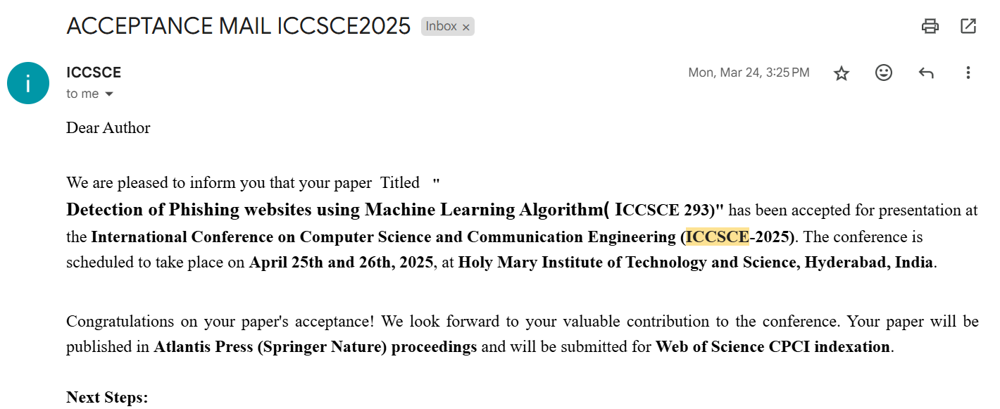 ACCEPTANCE MAIL ICCSCE2025 Inbox ×
i
ICCSCE Mon, Mar 24, 3:25 PM
to me
Dear Author
We are pleased to inform you that your paper Titled "
Detection of Phishing websites using Machine Learning Algorithm( ICCSCE 293)" has been accepted for presentation at
the International Conference on Computer Science and Communication Engineering (ICCSCE-2025). The conference is
scheduled to take place on April 25th and 26th, 2025, at Holy Mary Institute of Technology and Science, Hyderabad, India.
Congratulations on your paper's acceptance! We look forward to your valuable contribution to the conference. Your paper will be
published in Atlantis Press (Springer Nature) proceedings and will be submitted for Web of Science CPCI indexation.
Next Steps: